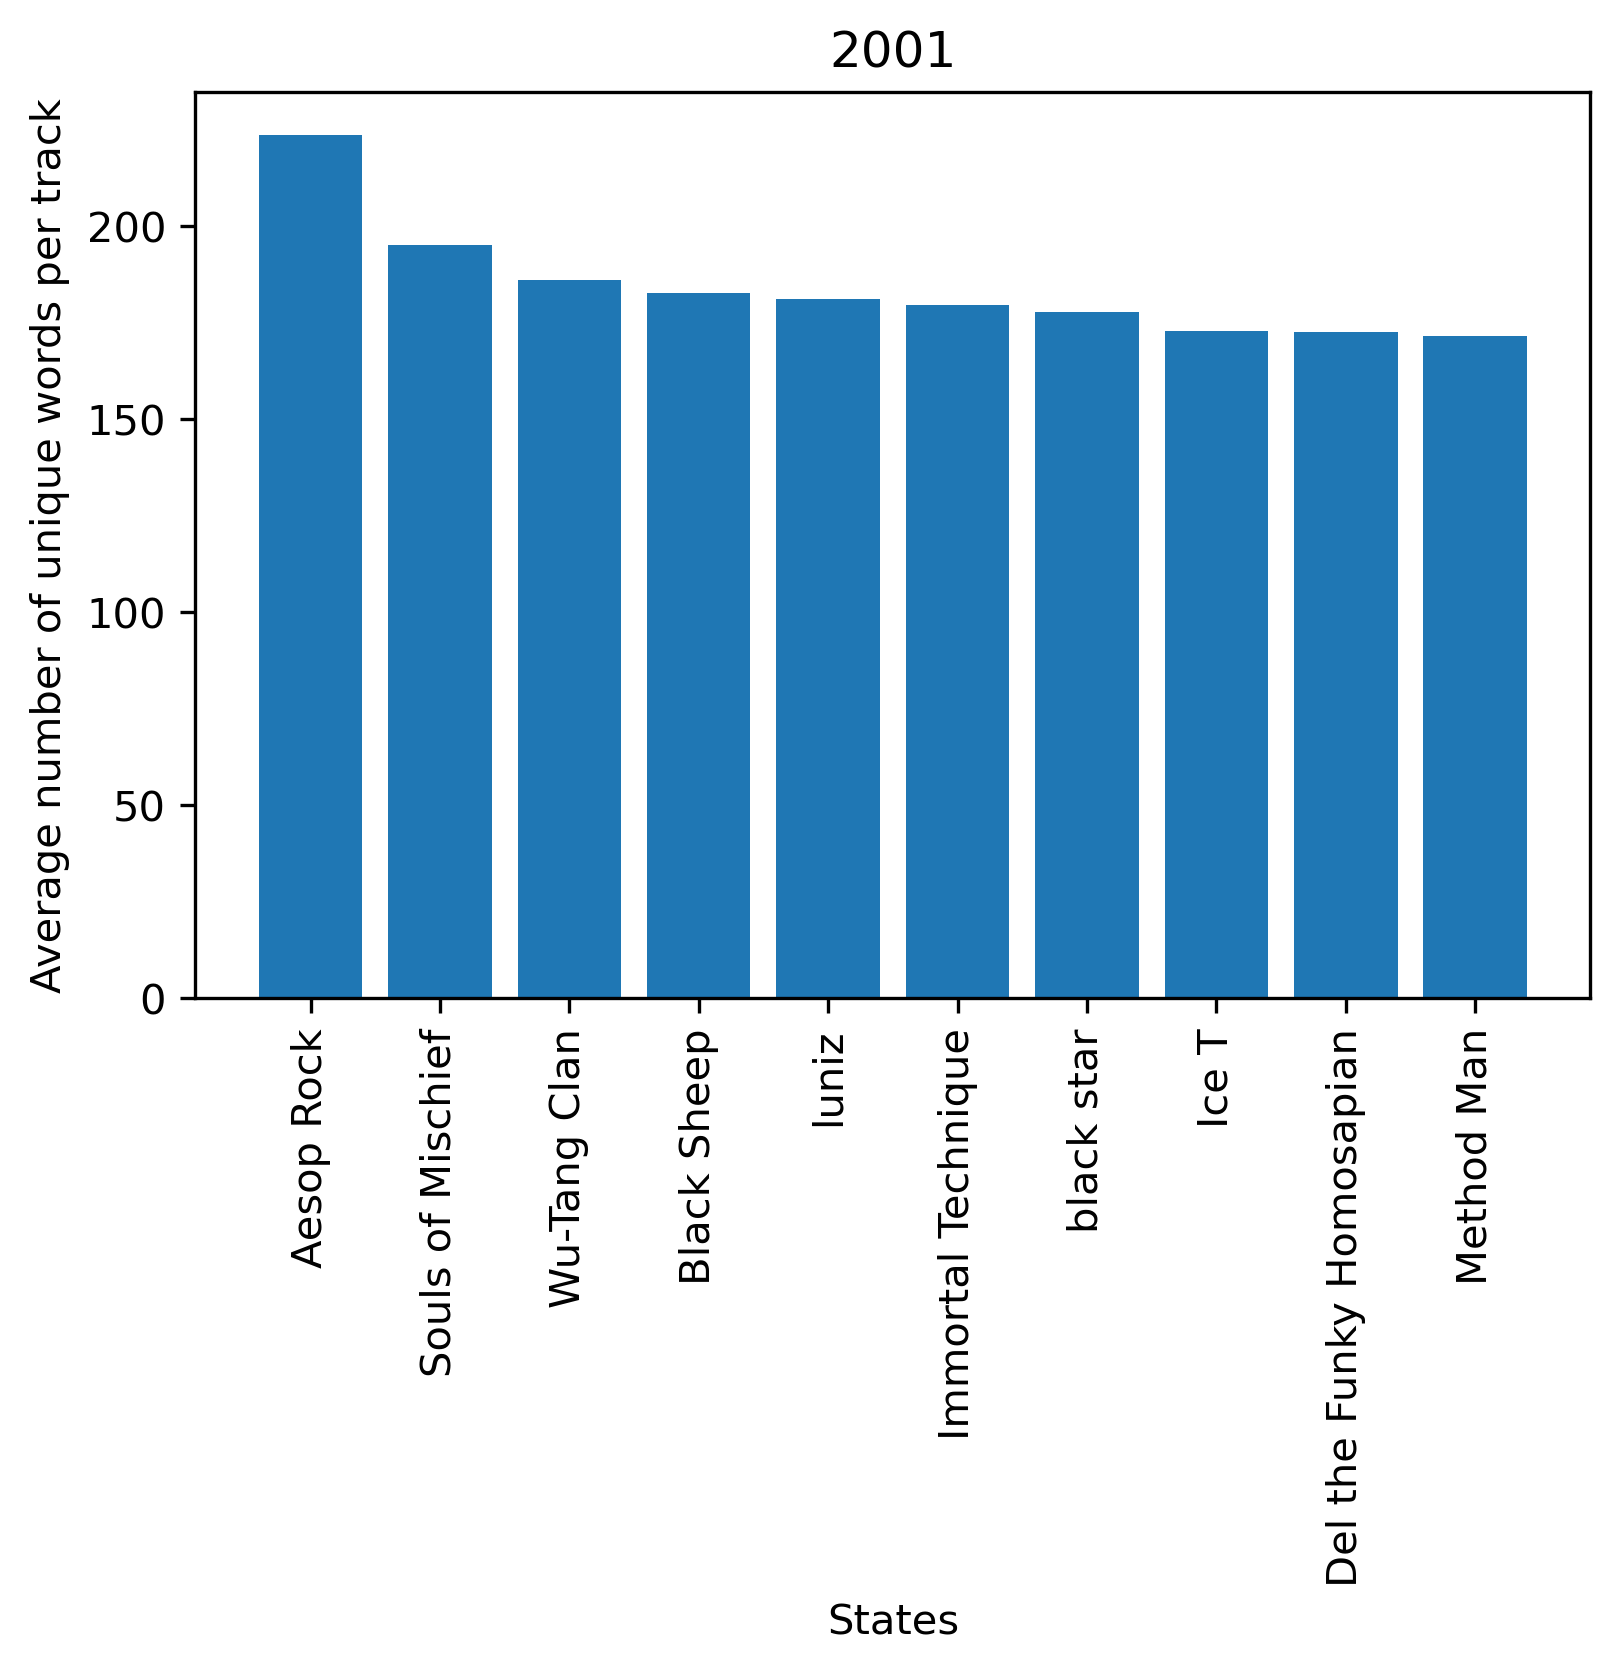 2001
Average number of unique words per track
200
150
100
50
0
Aesop Rock
Souls of Mischief
Wu-Tang Clan
Black Sheep
luniz
Immortal Technique
black star
Ice T
Del the Funky Homosapian
Method Man
States